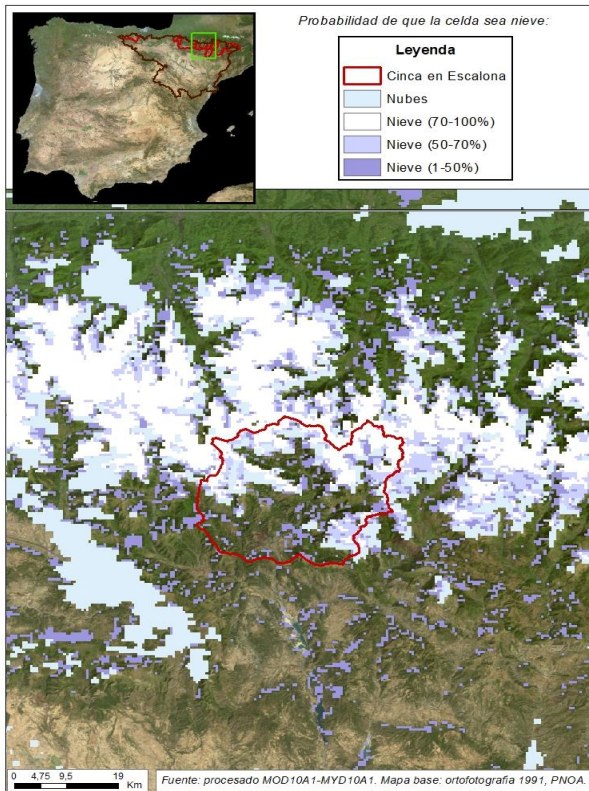 Probabilidad de que la celda sea nieve:
Leyenda
Cinca en Escalona
Nubes
Nieve (70-100%)
Nieve (50-70%)
Nieve (1-50%)
0 4,75 9,5 19
Km
Fuente: procesado MOD10A1-MYD10A1. Mapa base: ortofotografia 1991, PNOA.